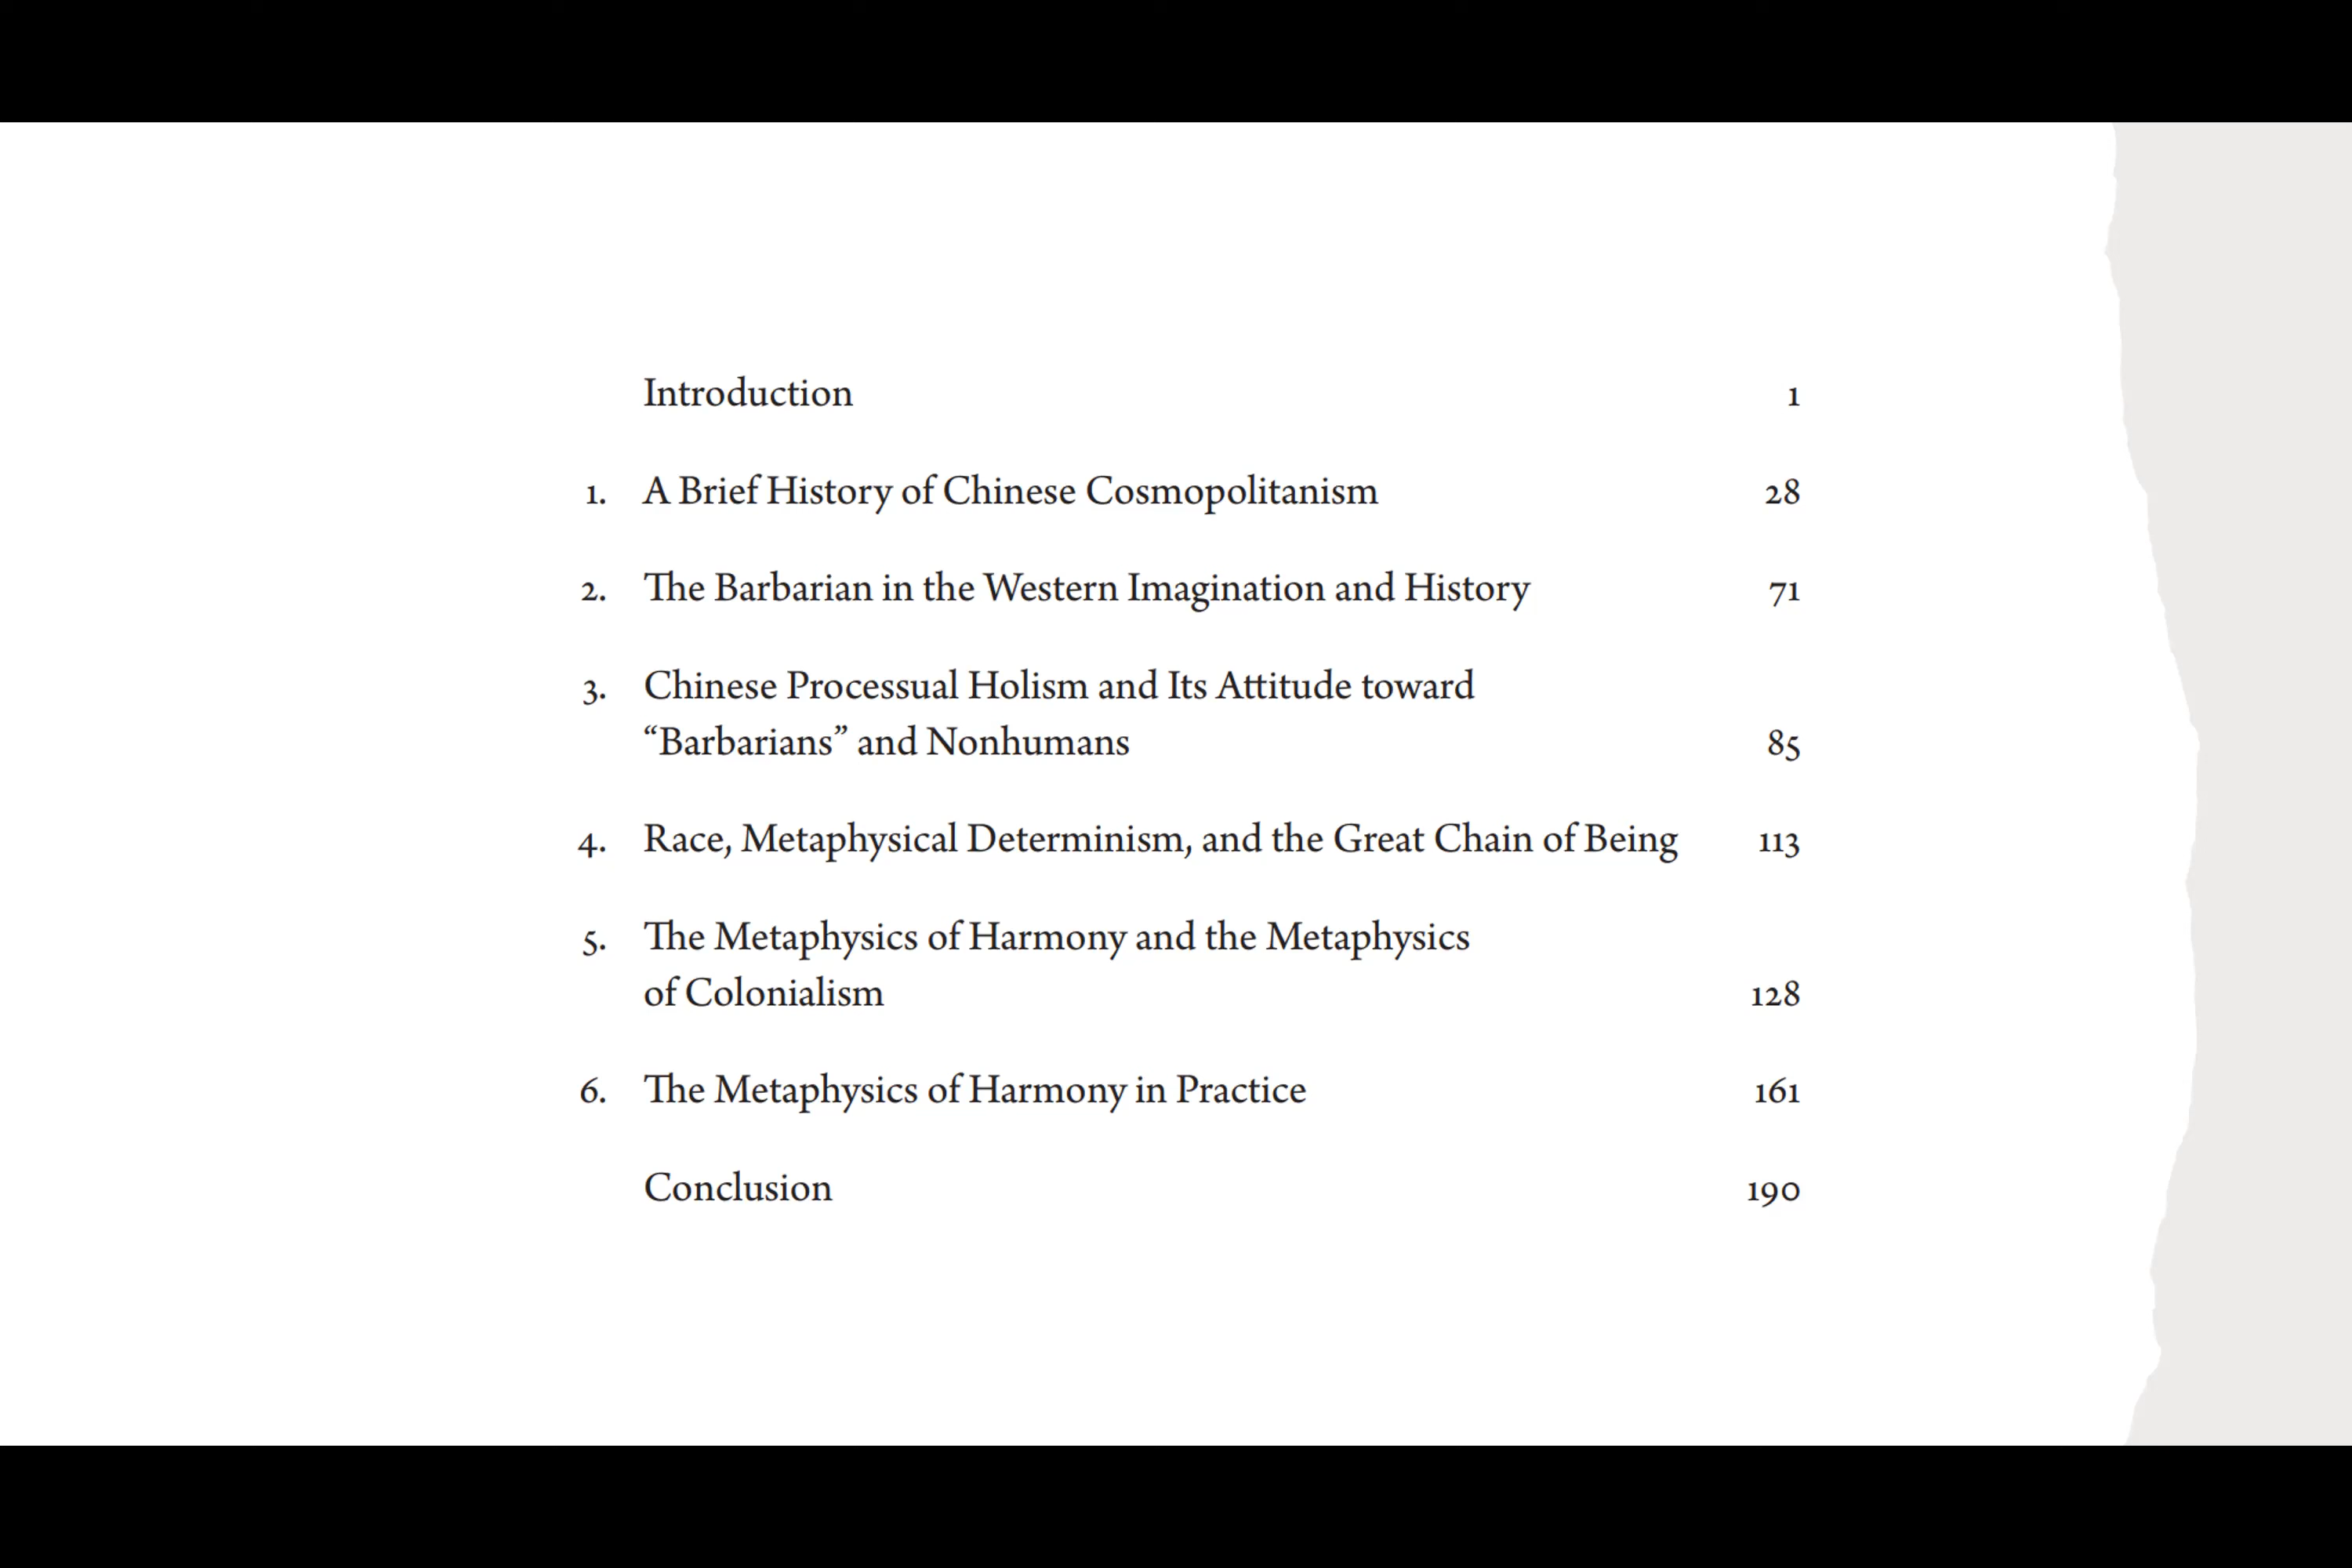 Introduction 1
1. A Brief History of Chinese Cosmopolitanism 28
2. The Barbarian in the Western Imagination and History 71
3. Chinese Processual Holism and Its Attitude toward
“Barbarians” and Nonhumans 85
4. Race, Metaphysical Determinism, and the Great Chain of Being 113
5. The Metaphysics of Harmony and the Metaphysics
of Colonialism 128
6. The Metaphysics of Harmony in Practice 161
Conclusion 190